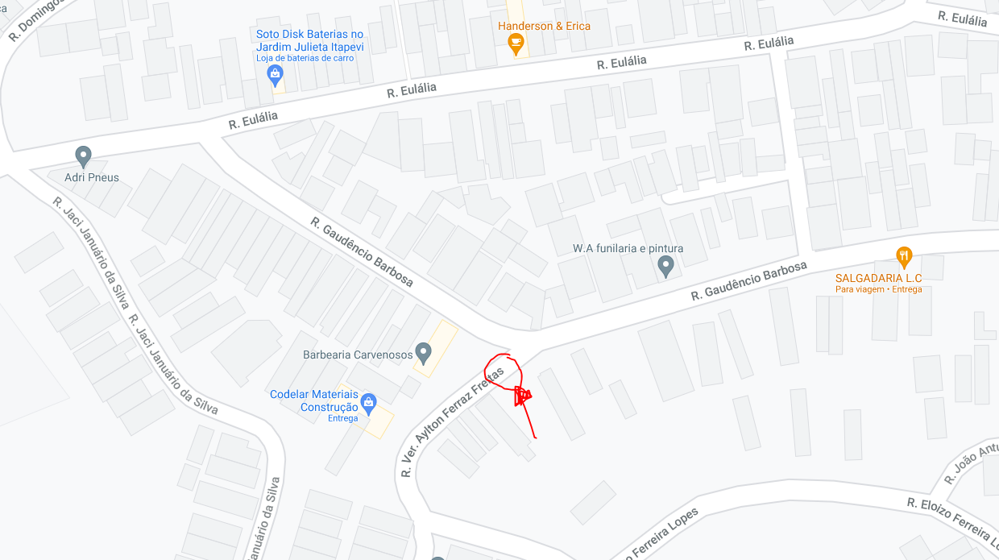 R. Domingos
R. Eulália
Soto Disk Baterias no
Jardim Julieta Itapevi
Loja de baterias de carro
Handerson & Erica
R. Eulália
R. Eulália
R. Eulália
R. Eulália
Adri Pneus
R. Jaci Januário da Silva
R. Gaudêncio Barbosa
W.A funilaria e pintura
R. Gaudêncio Barbosa
SALGADARIA L.C
Para viagem • Entrega
R. Jaci Januário da Silva
Barbearia Carvenosos
R. Ver. Aylton Ferraz Freitas
Codelar Materiais
Construção
Entrega
R. João Antu
Januário da Silva
o Ferreira Lopes
R. Eloizo Ferreira Lo